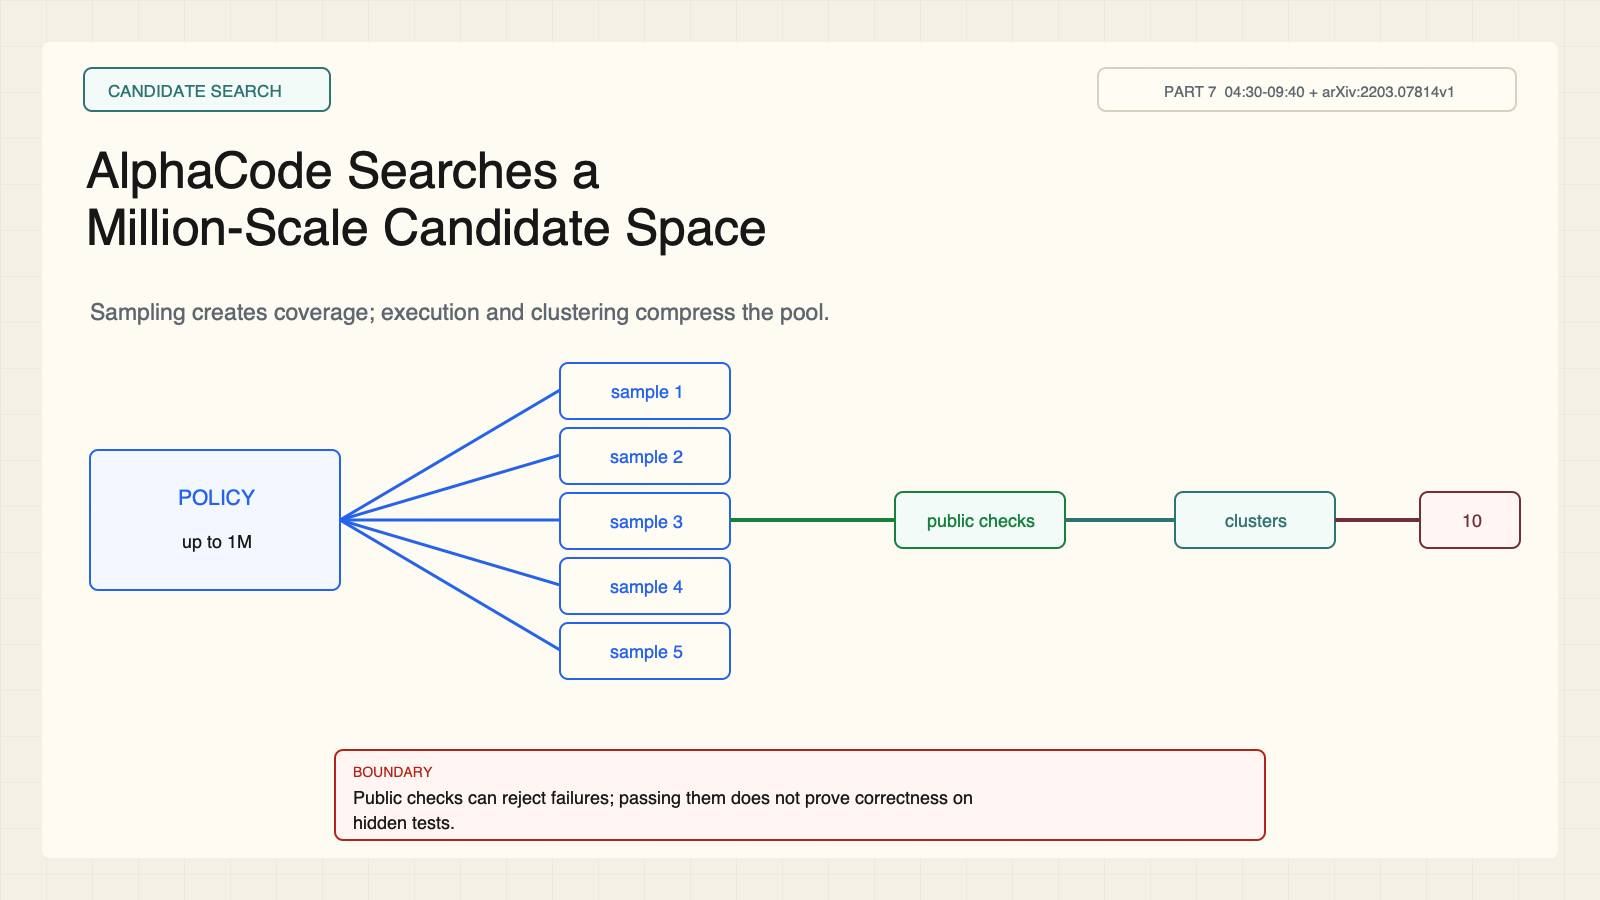 CANDIDATE SEARCH
PART 7 04:30-09:40 + arXiv:2203.07814v1
AlphaCode Searches a
Million-Scale Candidate Space
Sampling creates coverage; execution and clustering compress the pool.
POLICY
up to 1M
sample 1
sample 2
sample 3
sample 4
sample 5
public checks
clusters
10
BOUNDARY
Public checks can reject failures; passing them does not prove correctness on
hidden tests.